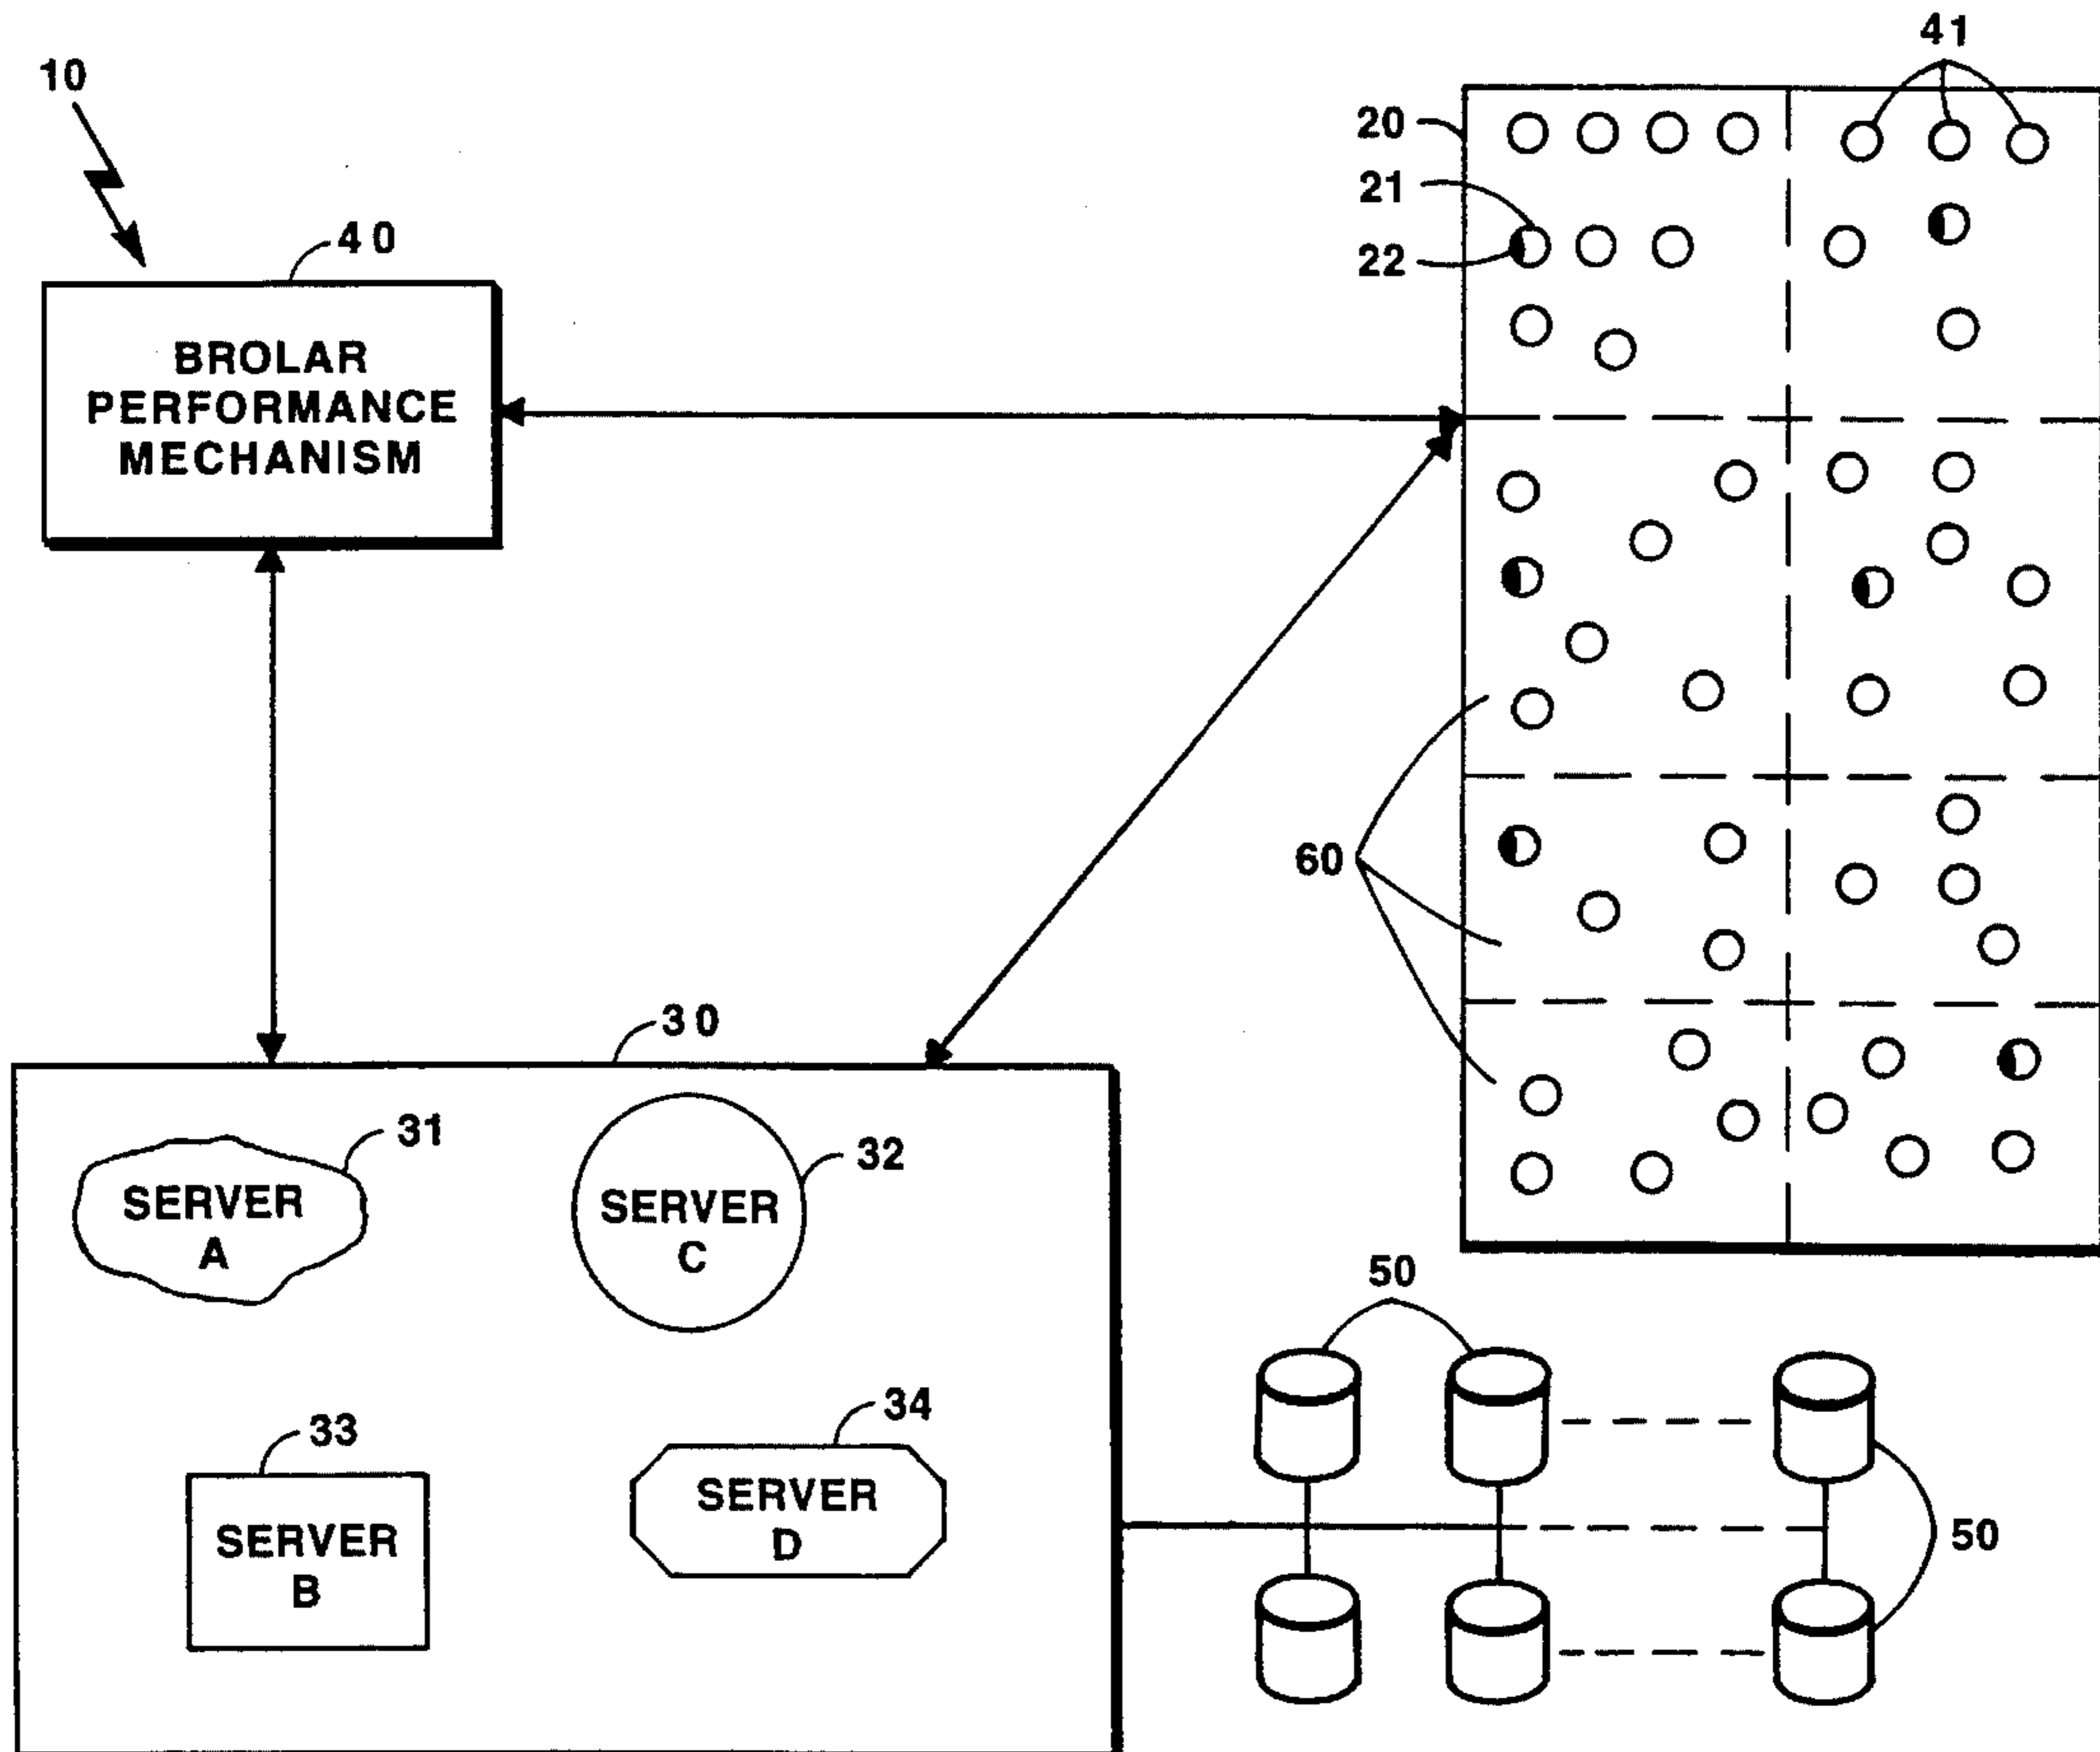 41
10
20
21
40
22
BROLAR
PERFORMANCE
MECHANISM
60
30
31
32
SERVER
A
SERVER
C
50
34
33
SERVER
D
SERVER
B
50